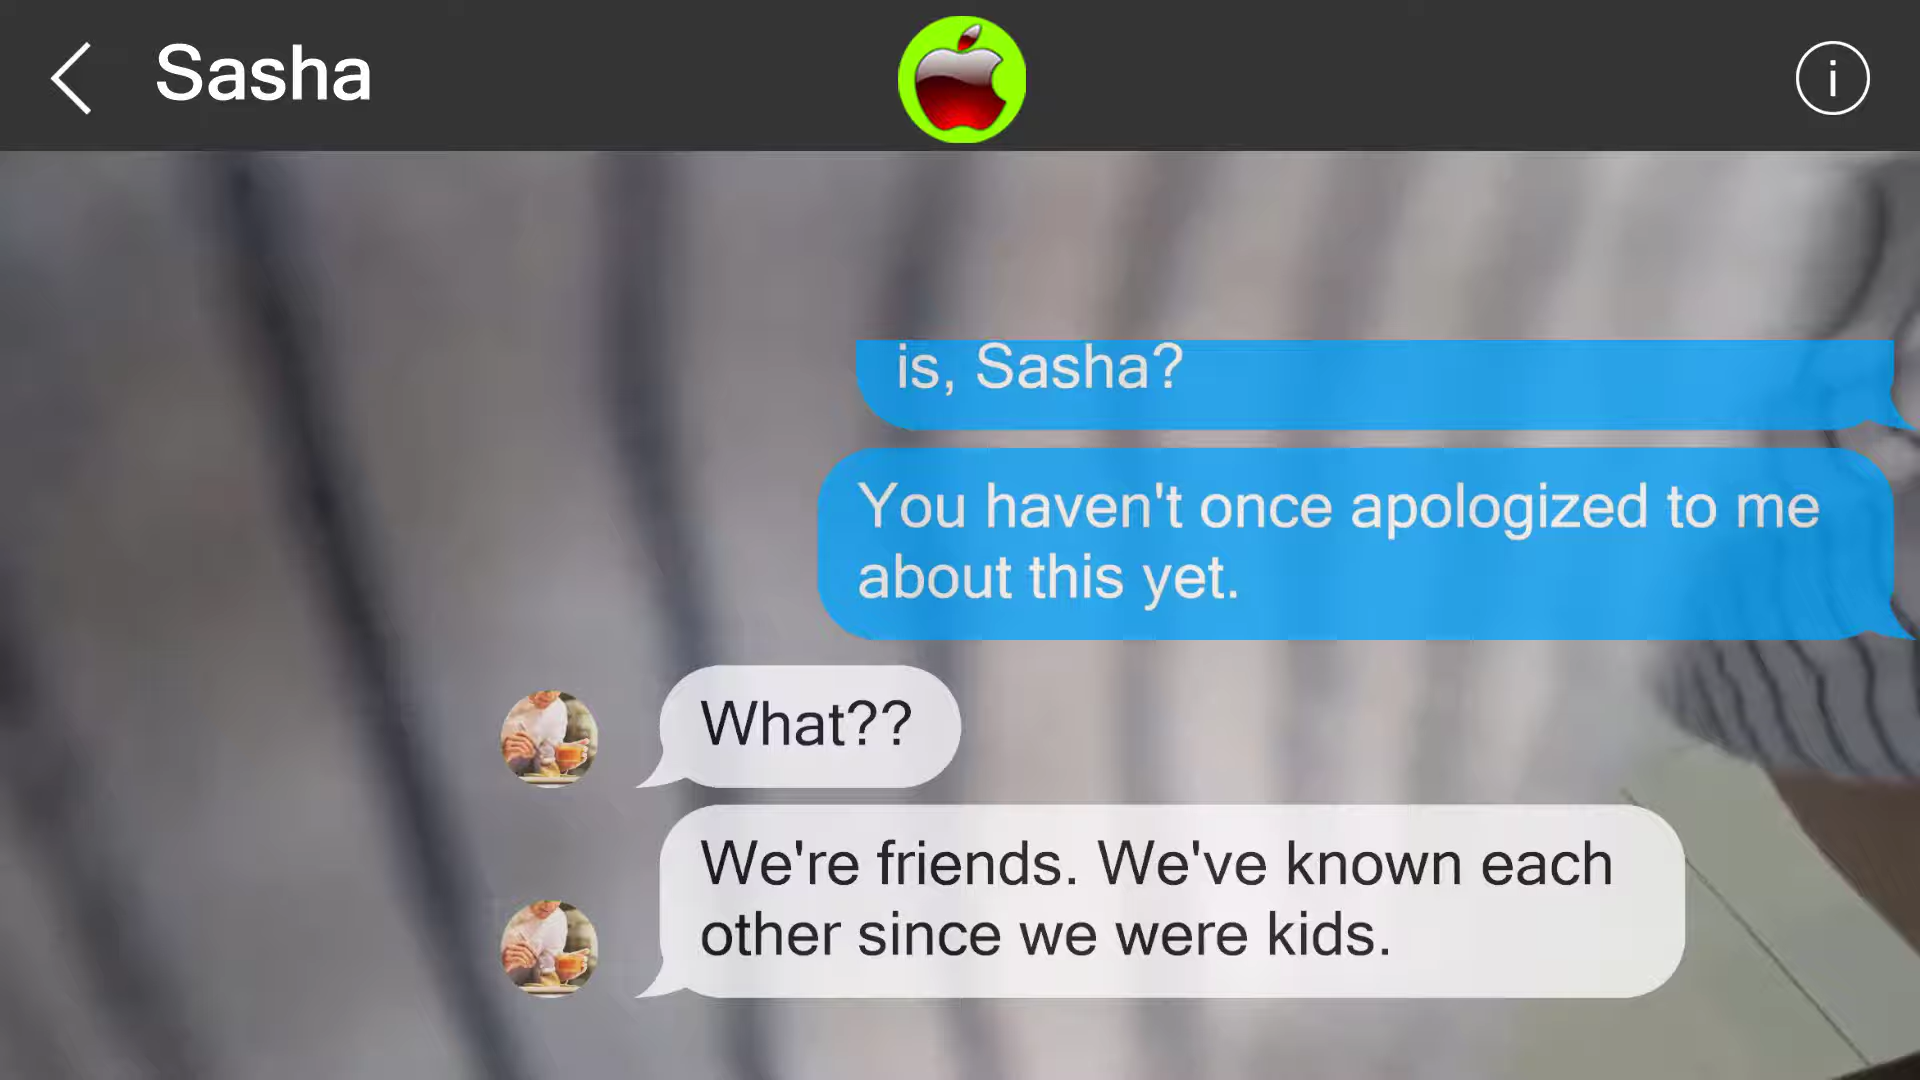 Sasha
i
is, Sasha?
You haven't once apologized to me
about this yet.
What??
We're friends. We've known each
other since we were kids.